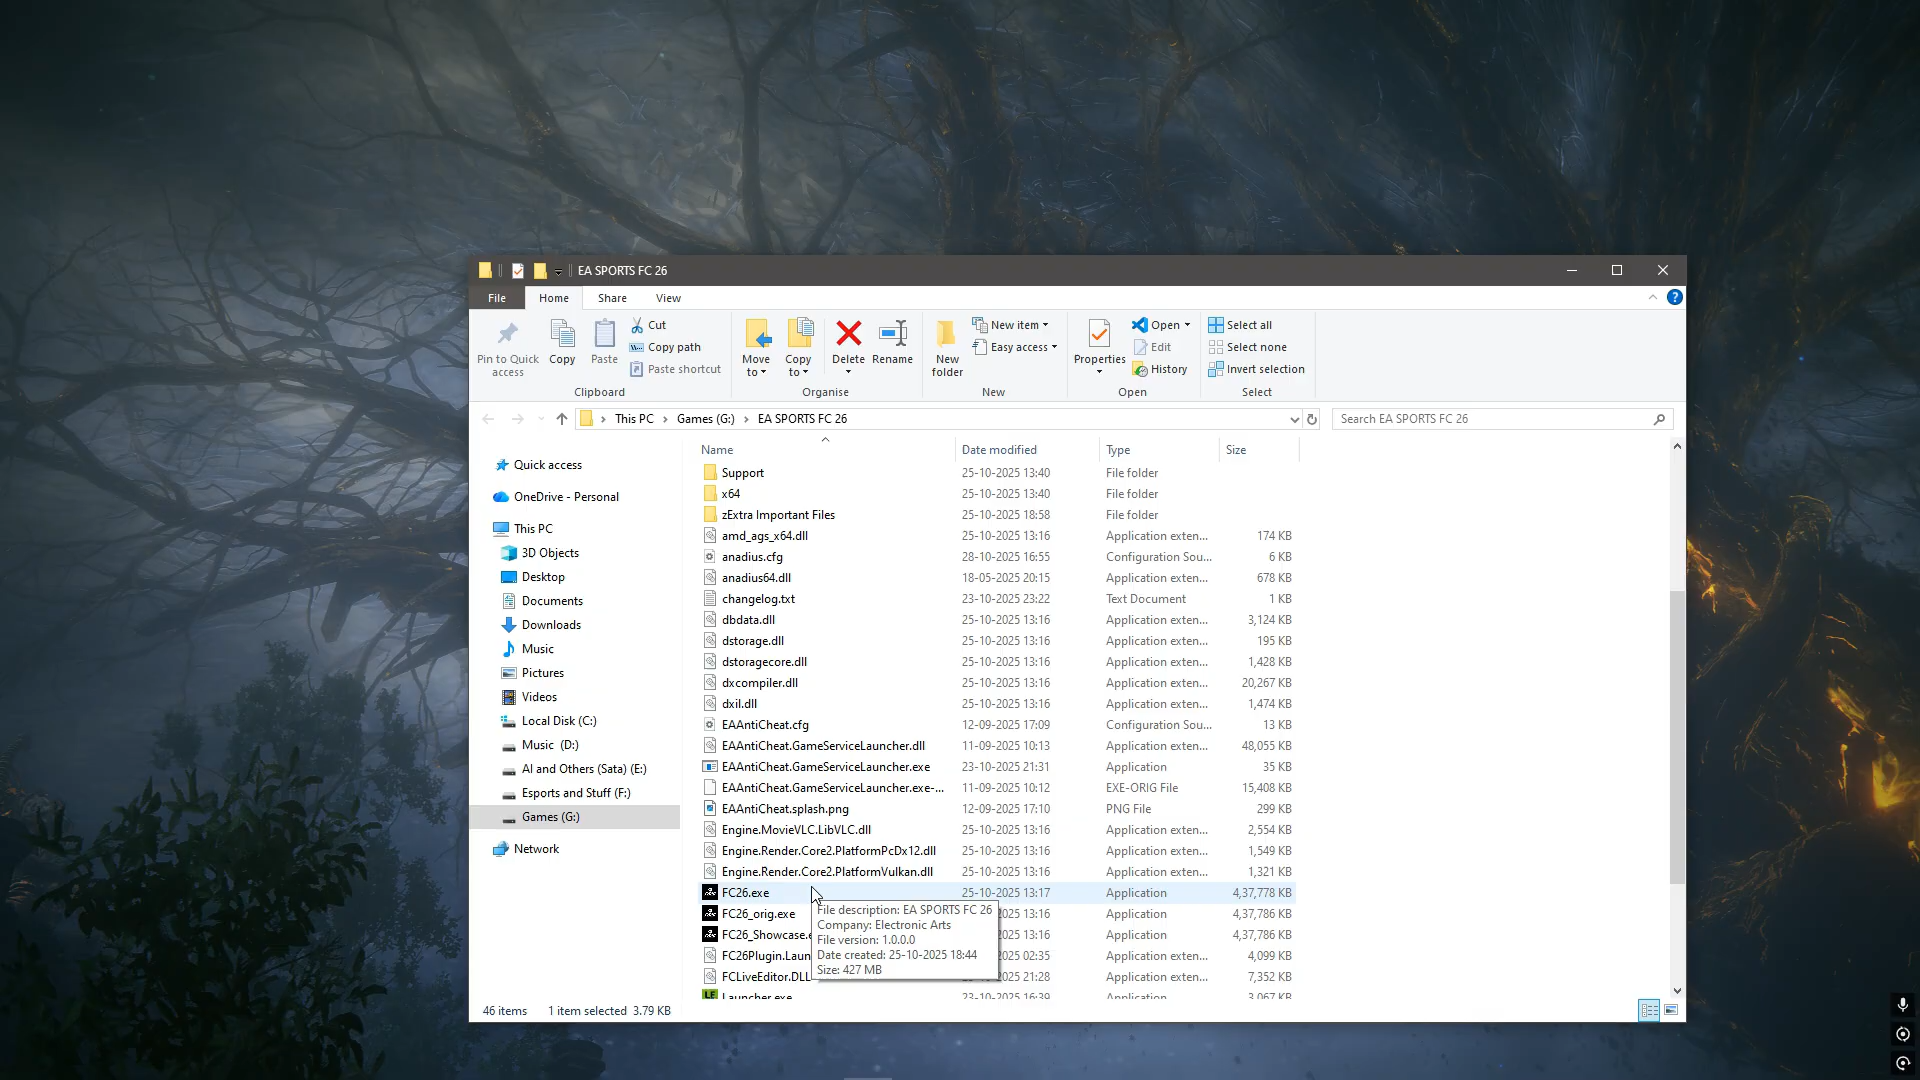 EA SPORTS FC 26
File Home Share View
Pin to Quick access
Copy
Paste
Cut
Copy path
Paste shortcut
Clipboard
Move to
Copy to
Delete
Rename
Organise
New folder
New item
Easy access
New
Properties
Open
Edit
History
Open
Select all
Select none
Invert selection
Select
This PC > Games (G:) > EA SPORTS FC 26
Search EA SPORTS FC 26
Quick access
OneDrive - Personal
This PC
3D Objects
Desktop
Documents
Downloads
Music
Pictures
Videos
Local Disk (C:)
Music (D:)
AI and Others (Sata) (E:)
Esports and Stuff (F:)
Games (G:)
Network
Name Date modified Type Size
Support 25-10-2025 13:40 File folder
x64 25-10-2025 13:40 File folder
zExtra Important Files 25-10-2025 18:58 File folder
amd_ags_x64.dll 25-10-2025 13:16 Application exten... 174 KB
anadius.cfg 28-10-2025 16:55 Configuration Sou... 6 KB
anadius64.dll 18-05-2025 20:15 Application exten... 678 KB
changelog.txt 23-10-2025 23:22 Text Document 1 KB
dbdata.dll 25-10-2025 13:16 Application exten... 3,124 KB
dstorage.dll 25-10-2025 13:16 Application exten... 195 KB
dstoragecore.dll 25-10-2025 13:16 Application exten... 1,428 KB
dxcompiler.dll 25-10-2025 13:16 Application exten... 20,267 KB
dxil.dll 25-10-2025 13:16 Application exten... 1,474 KB
EAAntiCheat.cfg 12-09-2025 17:09 Configuration Sou... 13 KB
EAAntiCheat.GameServiceLauncher.dll 11-09-2025 10:13 Application exten... 48,055 KB
EAAntiCheat.GameServiceLauncher.exe 23-10-2025 21:31 Application 35 KB
EAAntiCheat.GameServiceLauncher.exe-... 11-09-2025 10:12 EXE-ORIG File 15,408 KB
EAAntiCheat.splash.png 12-09-2025 17:10 PNG File 299 KB
Engine.MovieVLC.LibVLC.dll 25-10-2025 13:16 Application exten... 2,554 KB
Engine.Render.Core2.PlatformPcDx12.dll 25-10-2025 13:16 Application exten... 1,549 KB
Engine.Render.Core2.PlatformVulkan.dll 25-10-2025 13:16 Application exten... 1,321 KB
FC26.exe 25-10-2025 13:17 Application 4,37,778 KB
FC26_orig.exe 2025 13:16 Application 4,37,786 KB
FC26_Showcase.e 2025 13:16 Application 4,37,786 KB
FC26Plugin.Laun 2025 02:35 Application exten... 4,099 KB
FCLiveEditor.DLL 2025 21:28 Application exten... 7,352 KB
Launcher.exe 23-10-2025 16:39 Application 3,067 KB
File description: EA SPORTS FC 26
Company: Electronic Arts
File version: 1.0.0.0
Date created: 25-10-2025 18:44
Size: 427 MB
46 items 1 item selected 3.79 KB